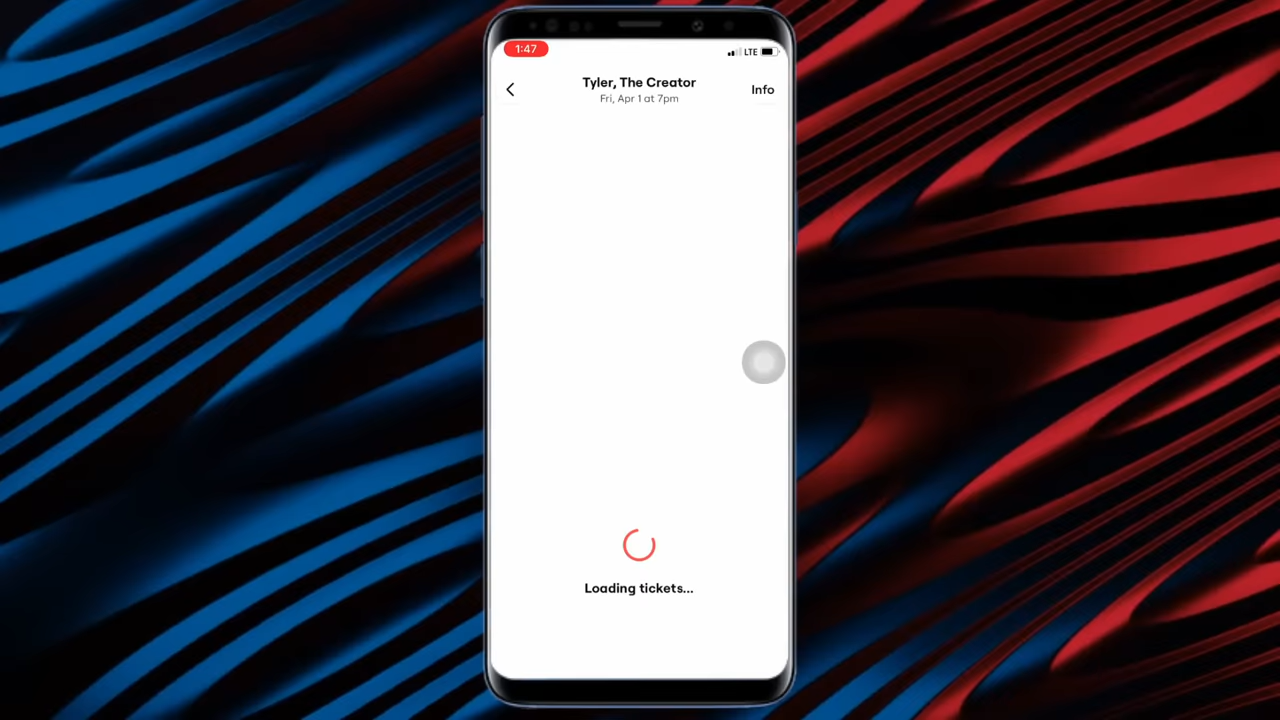 1:47
LTE
Tyler, The Creator
Info
Fri, Apr 1 at 7pm
Loading tickets...